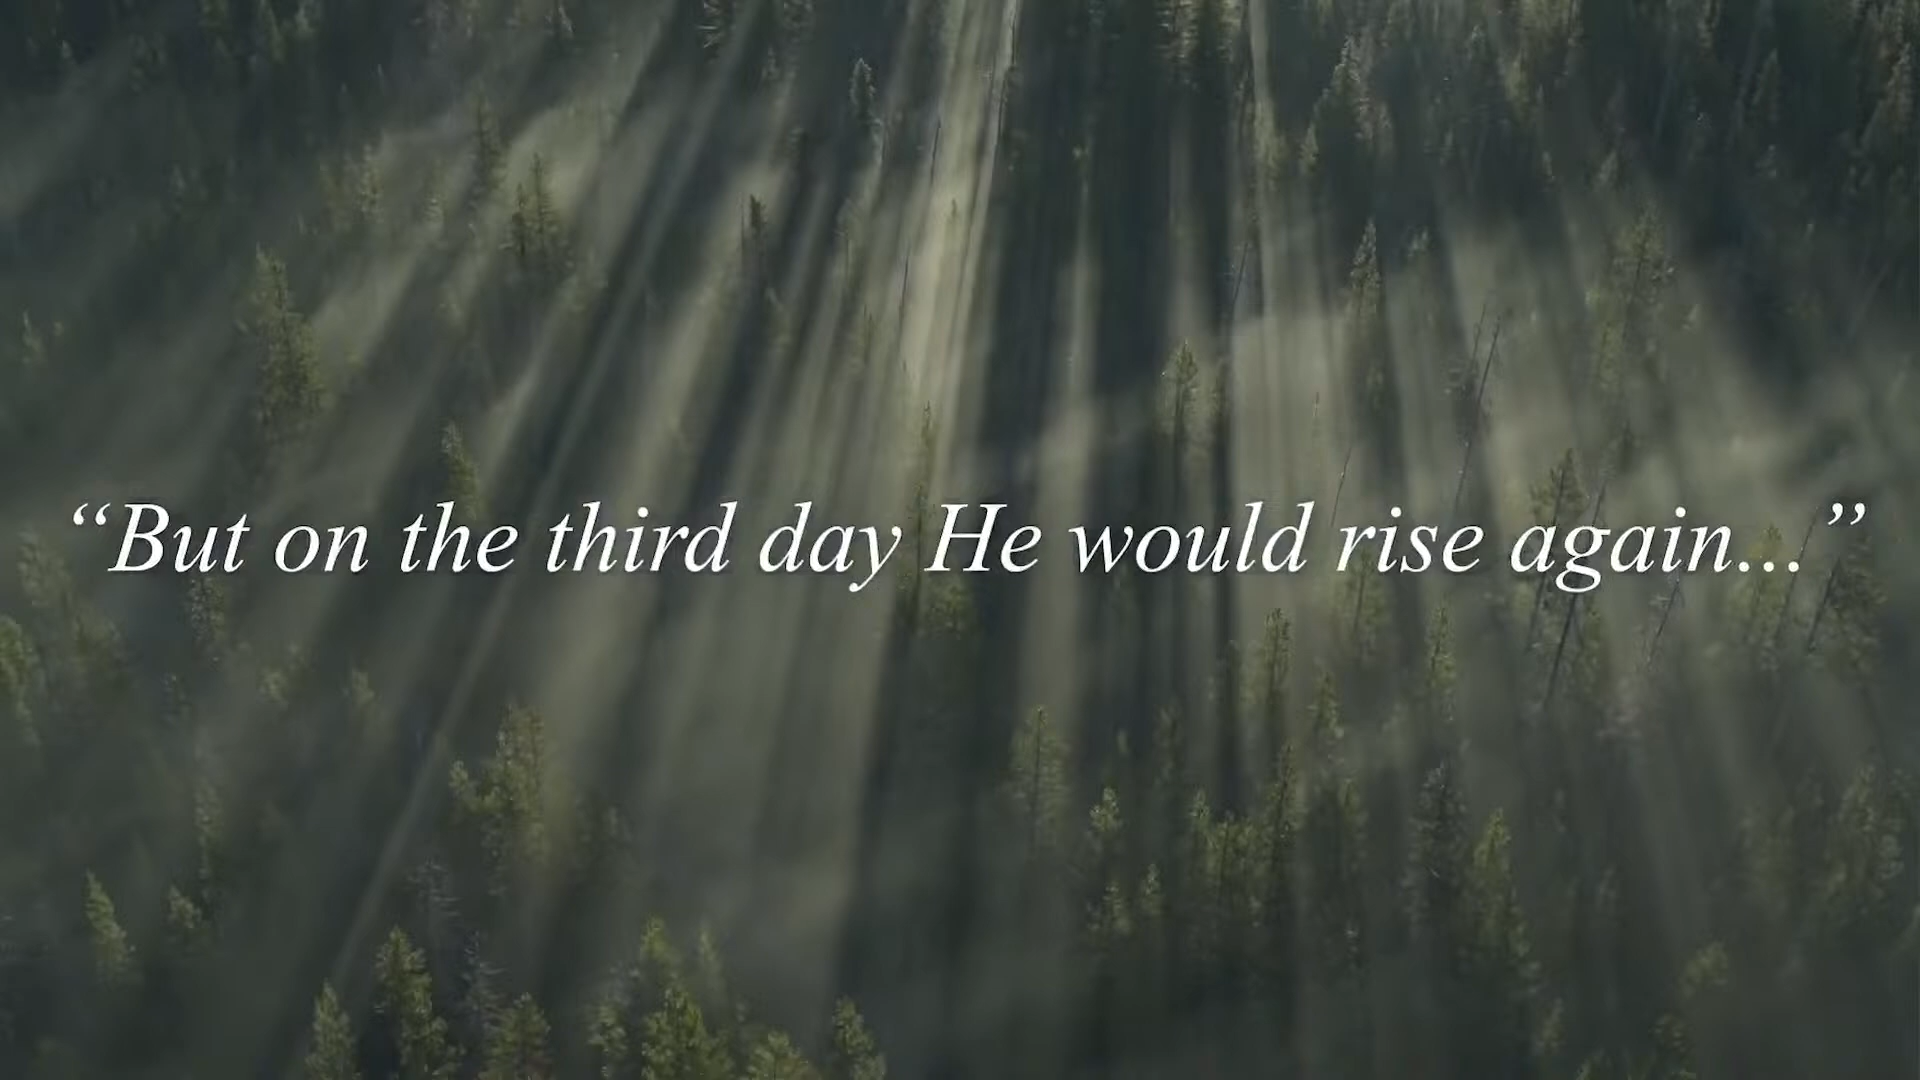 “But on the third day He would rise again...”